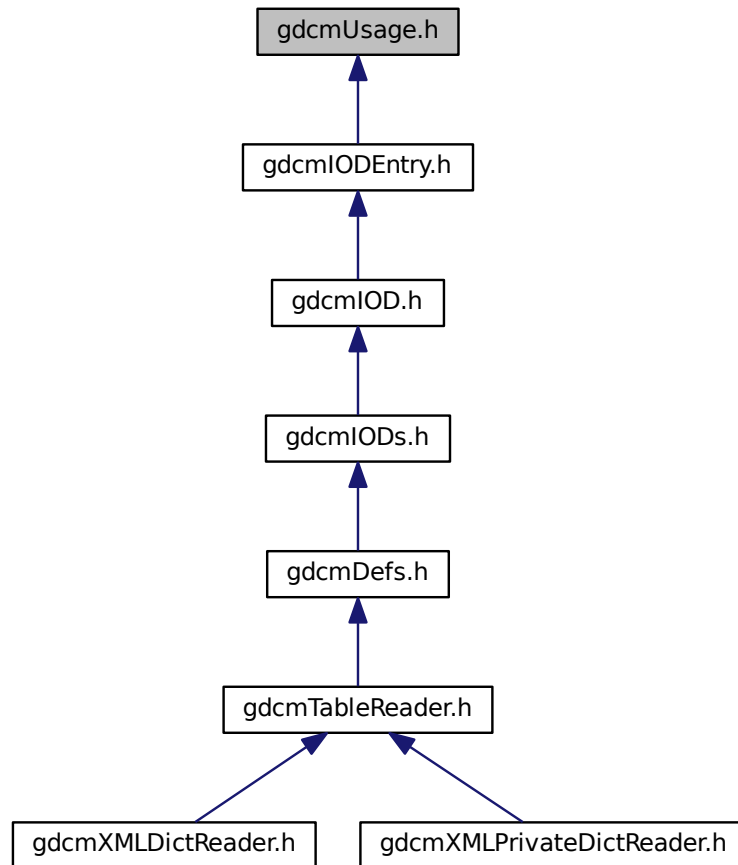 gdcmUsage.h
gdcmIODEntry.h
gdcmIOD.h
gdcmIODs.h
gdcmDefs.h
gdcmTableReader.h
gdcmXMLDictReader.h
gdcmXMLPrivateDictReader.h